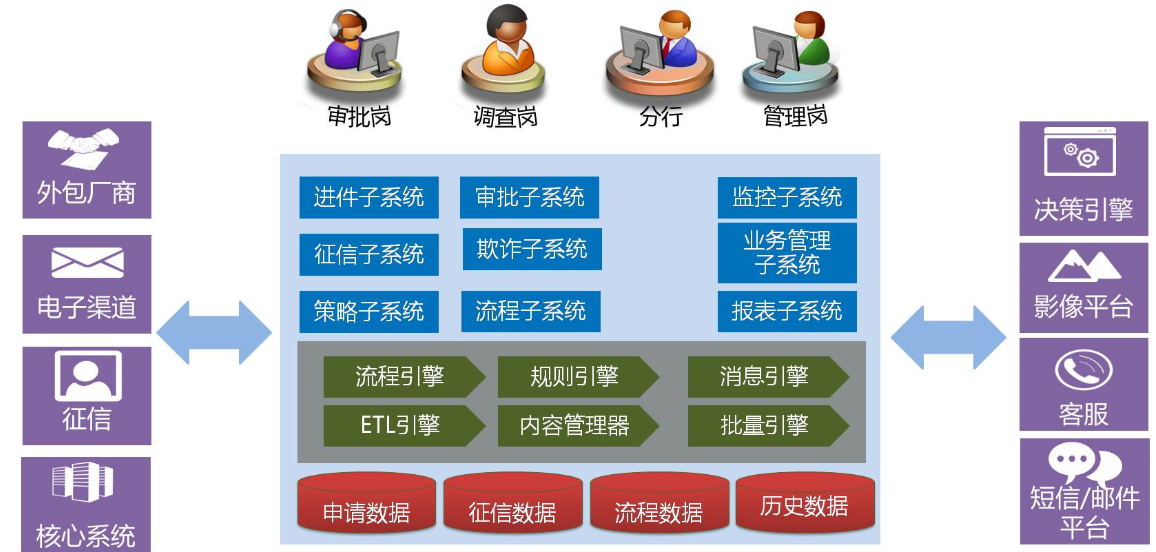 审批岗
调查岗
分行
管理岗
外包厂商
电子渠道
征信
核心系统
进件子系统
审批子系统
监控子系统
征信子系统
欺诈子系统
业务管理
子系统
策略子系统
流程子系统
报表子系统
流程引擎
规则引擎
消息引擎
ETL引擎
内容管理器
批量引擎
申请数据
征信数据
流程数据
历史数据
决策引擎
影像平台
客服
短信/邮件
平台